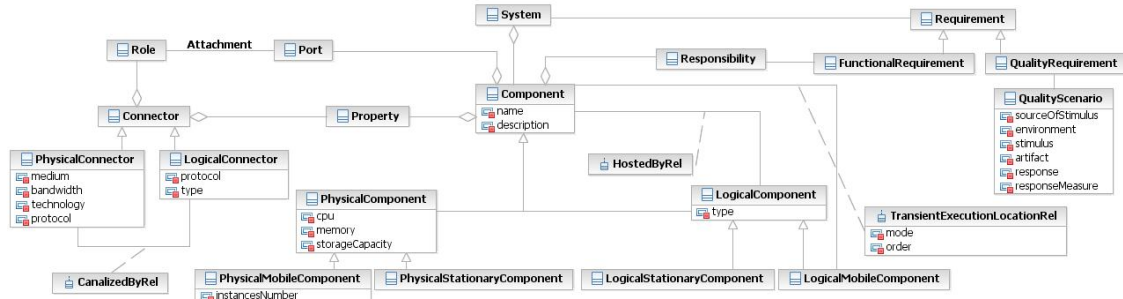 System
Requirement
Role
Attachment
Port
Responsibility
FunctionalRequirement
QualityRequirement
Component
name
description
Connector
Property
QualityScenario
sourceOfStimulus
environment
stimulus
artifact
response
responseMeasure
PhysicalConnector
medium
bandwidth
technology
protocol
LogicalConnector
protocol
type
HostedByRel
PhysicalComponent
cpu
memory
storageCapacity
LogicalComponent
type
TransientExecutionLocationRel
mode
order
CanalizedByRel
PhysicalMobileComponent
instancesNumber
PhysicalStationaryComponent
LogicalStationaryComponent
LogicalMobileComponent